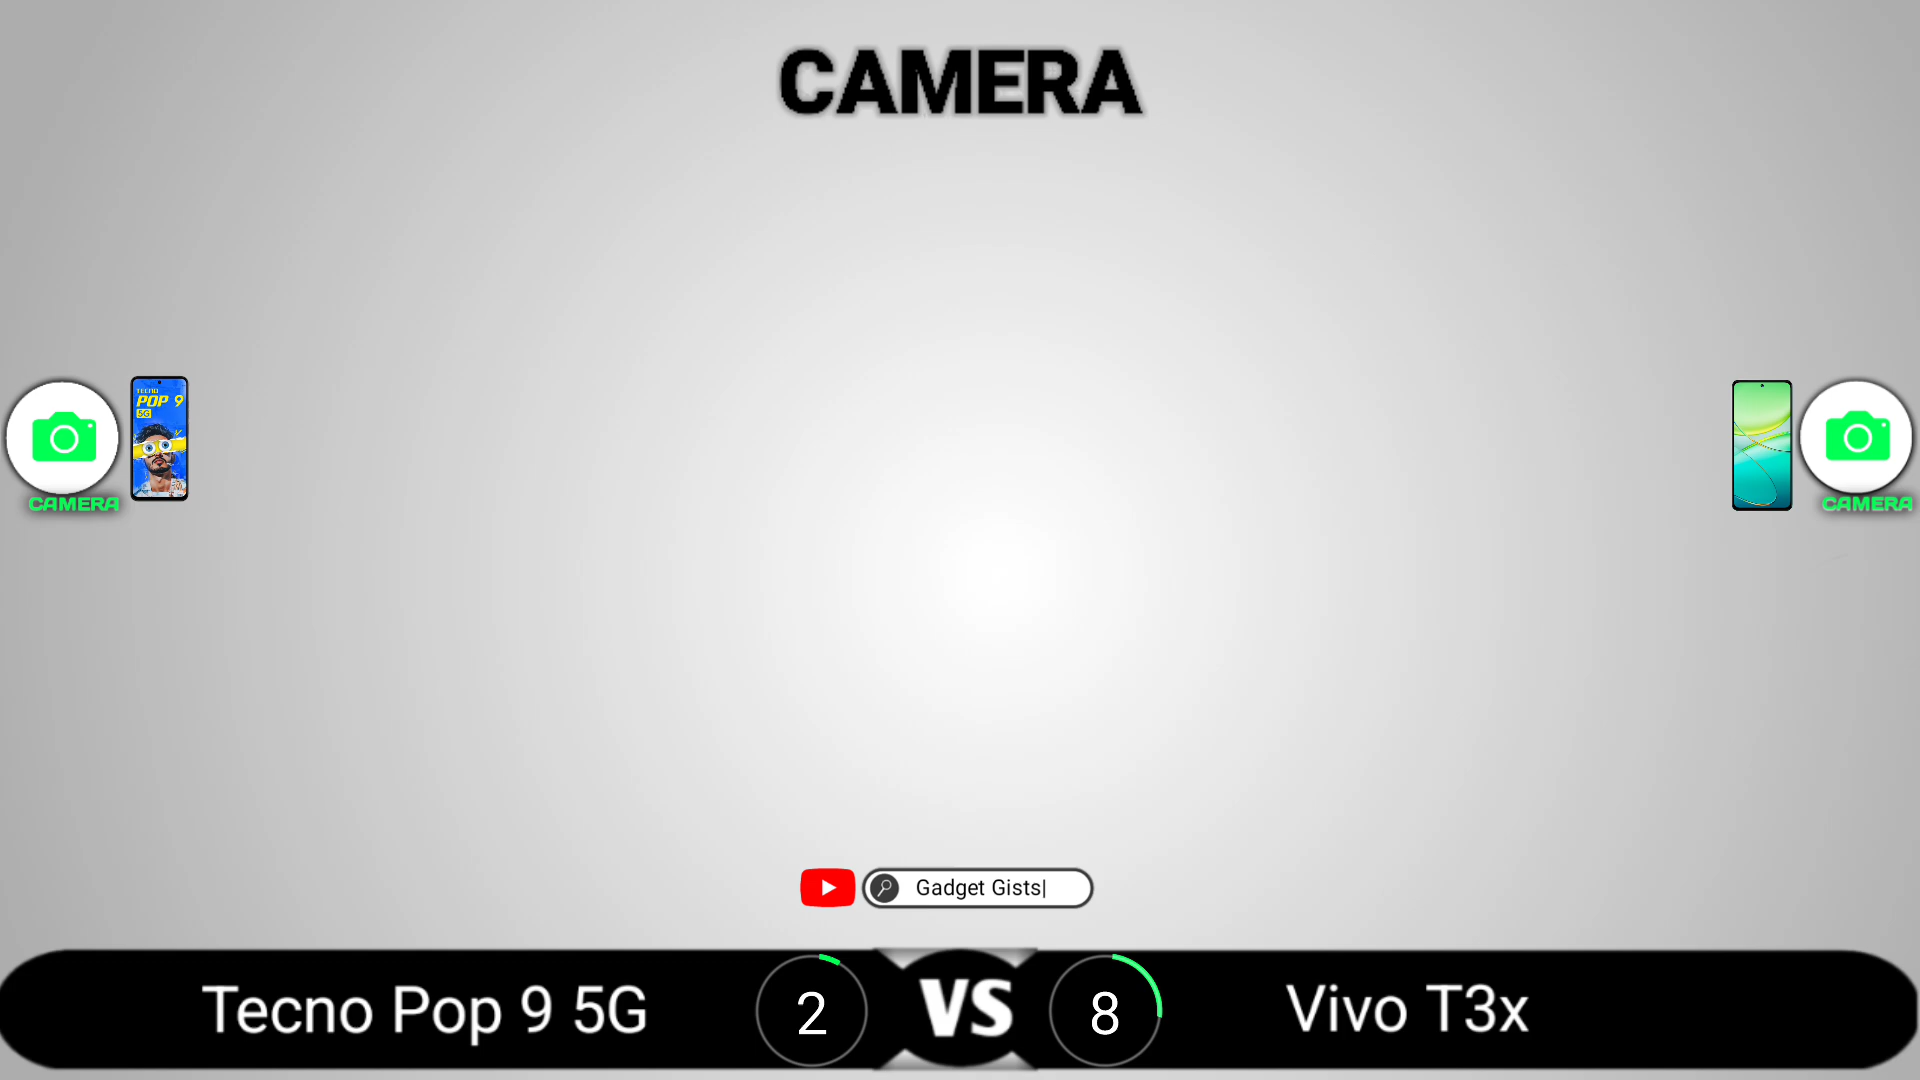 CAMERA
TECNO
POP 9
5G
CAMERA
CAMERA
Gadget Gists|
Tecno Pop 9 5G
2
VS
8
Vivo T3x